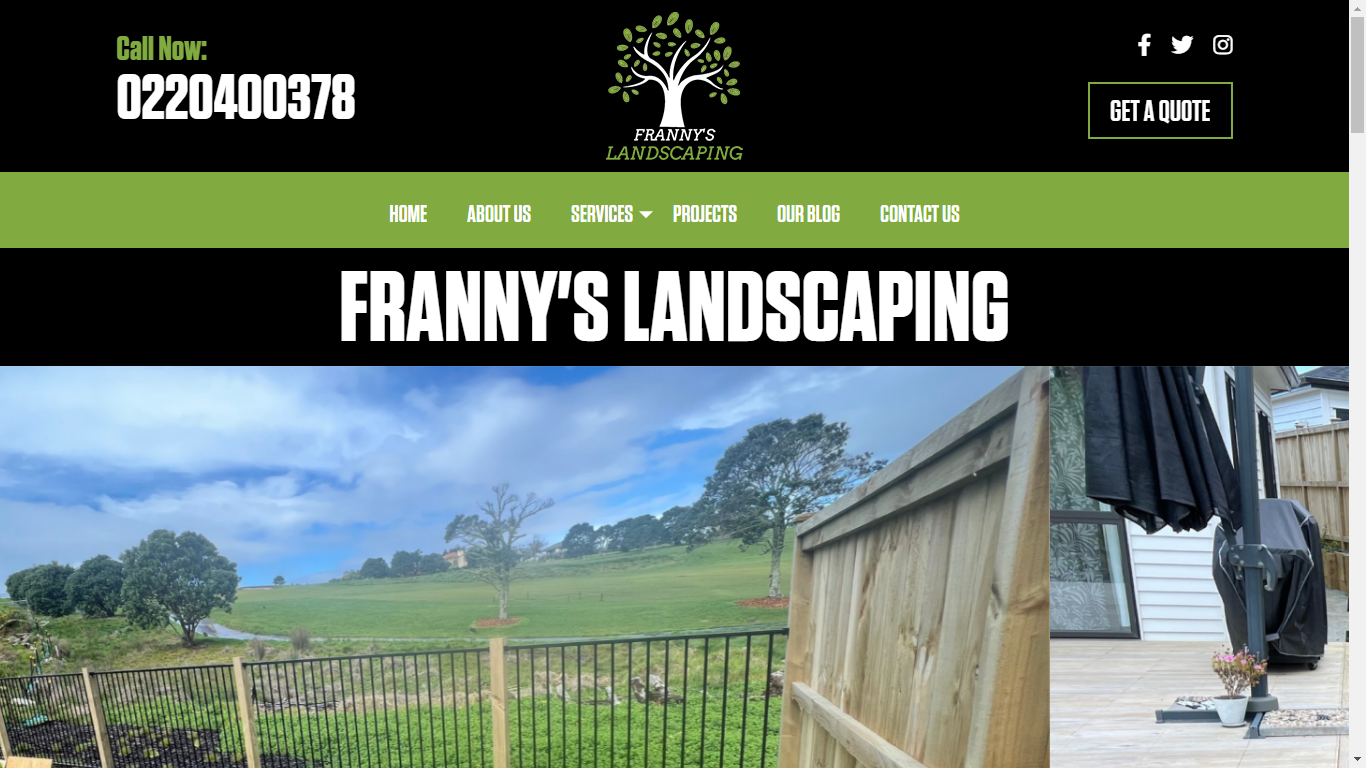 Call Now:
0220400378
FRANNY'S
LANDSCAPING
GET A QUOTE
HOME ABOUT US SERVICES PROJECTS OUR BLOG CONTACT US
FRANNY'S LANDSCAPING